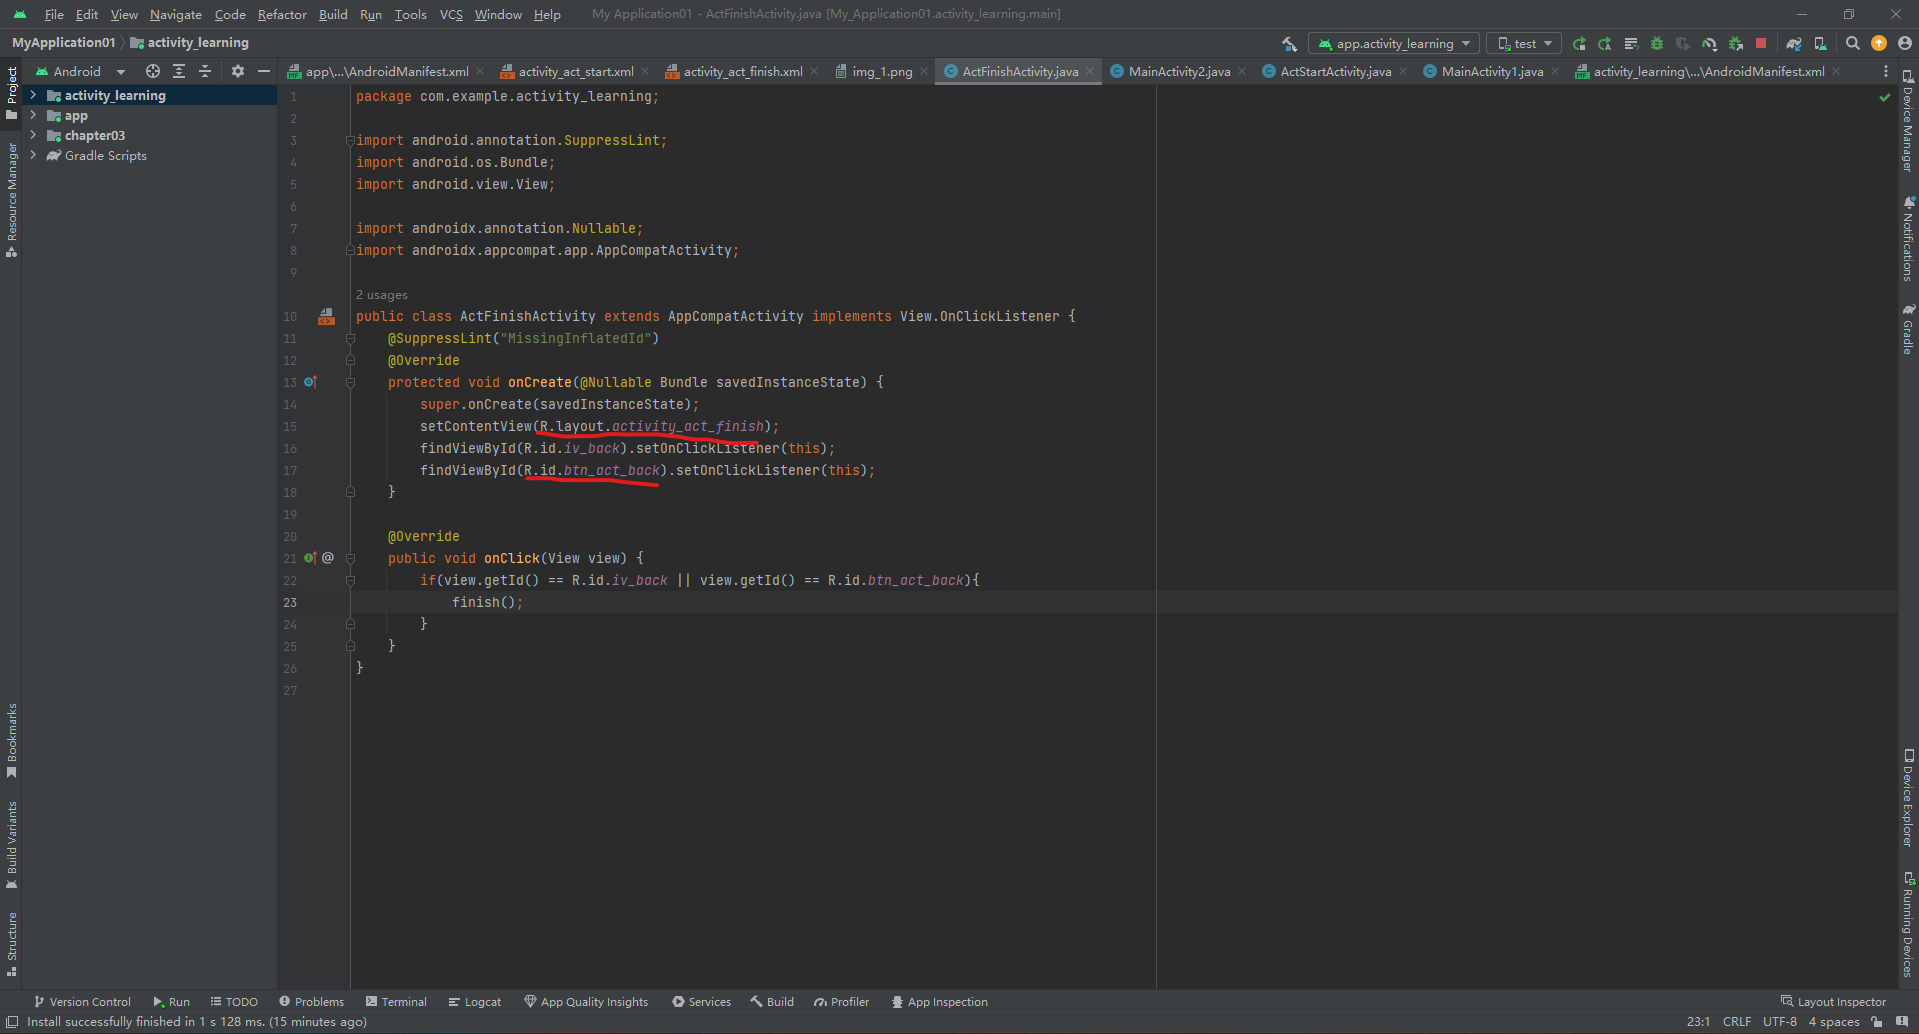 File Edit View Navigate Code Refactor Build Run Tools VCS Window Help My Application01 - ActFinishActivity.java [My_Application01.activity_learning.main]
MyApplication01 activity_learning app.activity_learning test
Android app\...\AndroidManifest.xml activity_act_start.xml activity_act_finish.xml img_1.png ActFinishActivity.java MainActivity2.java ActStartActivity.java MainActivity1.java activity_learning\...\AndroidManifest.xml
Project
Resource Manager
Bookmarks
Build Variants
Structure
activity_learning
app
chapter03
Gradle Scripts
1 package com.example.activity_learning;
2
3 import android.annotation.SuppressLint;
4 import android.os.Bundle;
5 import android.view.View;
6
7 import androidx.annotation.Nullable;
8 import androidx.appcompat.app.AppCompatActivity;
9
2 usages
10 public class ActFinishActivity extends AppCompatActivity implements View.OnClickListener {
11 @SuppressLint("MissingInflatedId")
12 @Override
13 protected void onCreate(@Nullable Bundle savedInstanceState) {
14 super.onCreate(savedInstanceState);
15 setContentView(R.layout.activity_act_finish);
16 findViewById(R.id.iv_back).setOnClickListener(this);
17 findViewById(R.id.btn_act_back).setOnClickListener(this);
18 }
19
20 @Override
21 @ public void onClick(View view) {
22 if(view.getId() == R.id.iv_back || view.getId() == R.id.btn_act_back){
23 finish();
24 }
25 }
26 }
27
Device Manager
Notifications
Gradle
Device Explorer
Running Devices
Version Control Run TODO Problems Terminal Logcat App Quality Insights Services Build Profiler App Inspection Layout Inspector
Install successfully finished in 1 s 128 ms. (15 minutes ago) 23:1 CRLF UTF-8 4 spaces